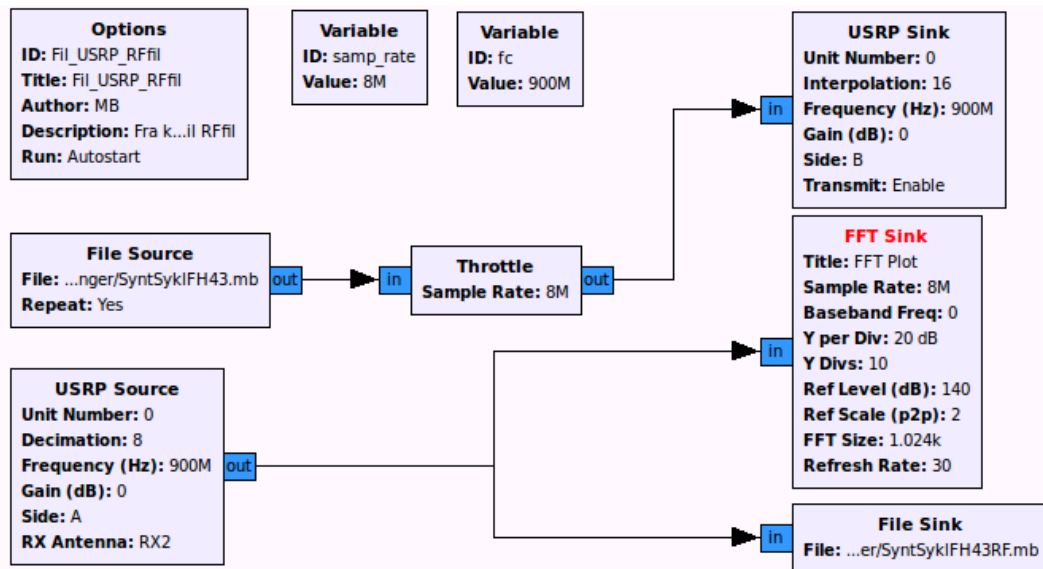 Options
ID: Fil_USRP_RFfil
Title: Fil_USRP_RFfil
Author: MB
Description: Fra k...il RFfil
Run: Autostart
Variable
ID: samp_rate
Value: 8M
Variable
ID: fc
Value: 900M
USRP Sink
Unit Number: 0
Interpolation: 16
Frequency (Hz): 900M
Gain (dB): 0
Side: B
Transmit: Enable
in
File Source
File: ...nger/SyntSykIFH43.mb
Repeat: Yes
out
in
Throttle
Sample Rate: 8M
out
FFT Sink
Title: FFT Plot
Sample Rate: 8M
Baseband Freq: 0
Y per Div: 20 dB
Y Divs: 10
Ref Level (dB): 140
Ref Scale (p2p): 2
FFT Size: 1.024k
Refresh Rate: 30
in
USRP Source
Unit Number: 0
Decimation: 8
Frequency (Hz): 900M
Gain (dB): 0
Side: A
RX Antenna: RX2
out
in
File Sink
File: ...er/SyntSykIFH43RF.mb